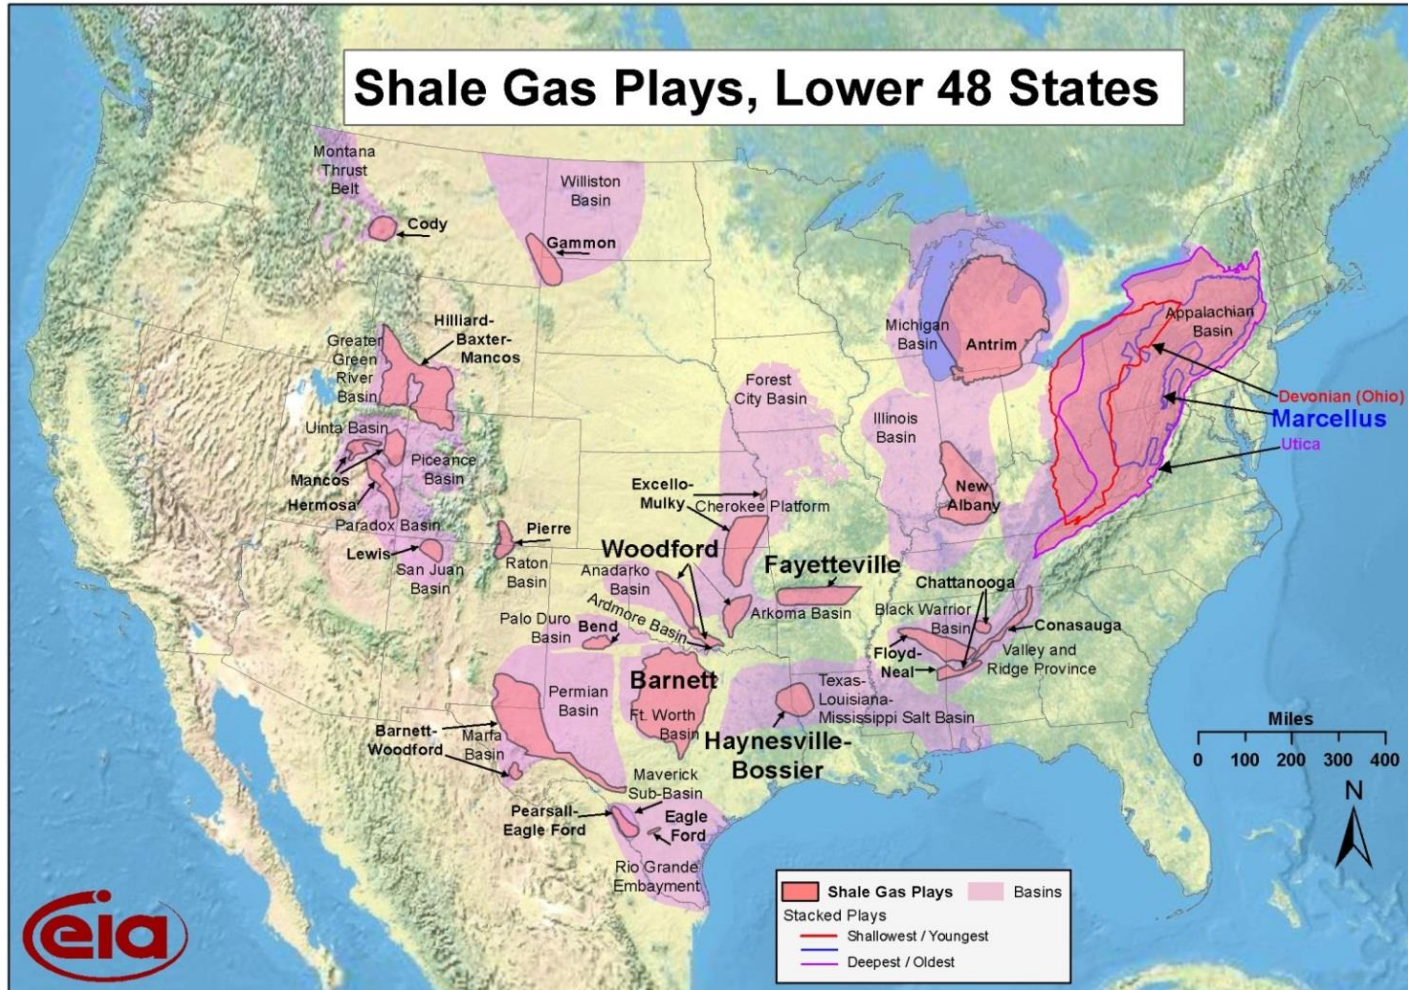 Shale Gas Plays, Lower 48 States
Montana
Thrust
Belt
Cody
Williston
Basin
Gammon
Hilliard-
Baxter-
Mancos
Greater
Green
River
Basin
Uinta Basin
Mancos
Piceance
Basin
Hermosa
Paradox Basin
Lewis
San Juan
Basin
Pierre
Raton
Basin
Forest
City Basin
Excello-
Mulky
Cherokee Platform
Michigan
Basin
Antrim
Illinois
Basin
New
Albany
Appalachian
Basin
Devonian (Ohio)
Marcellus
Utica
Woodford
Anadarko
Basin
Ardmore Basin
Fayetteville
Arkoma Basin
Palo Duro
Basin
Bend
Chattanooga
Black Warrior
Basin
Conasauga
Floyd-
Neal
Valley and
Ridge Province
Barnett
Ft. Worth
Basin
Permian
Basin
Barnett-
Woodford
Marfa
Basin
Texas-
Louisiana-
Mississippi Salt Basin
Haynesville-
Bossier
Maverick
Sub-Basin
Pearsall-
Eagle Ford
Eagle
Ford
Rio Grande
Embayment
Miles
0 100 200 300 400
N
Shale Gas Plays Basins
Stacked Plays
Shallowest / Youngest
Deepest / Oldest
eia